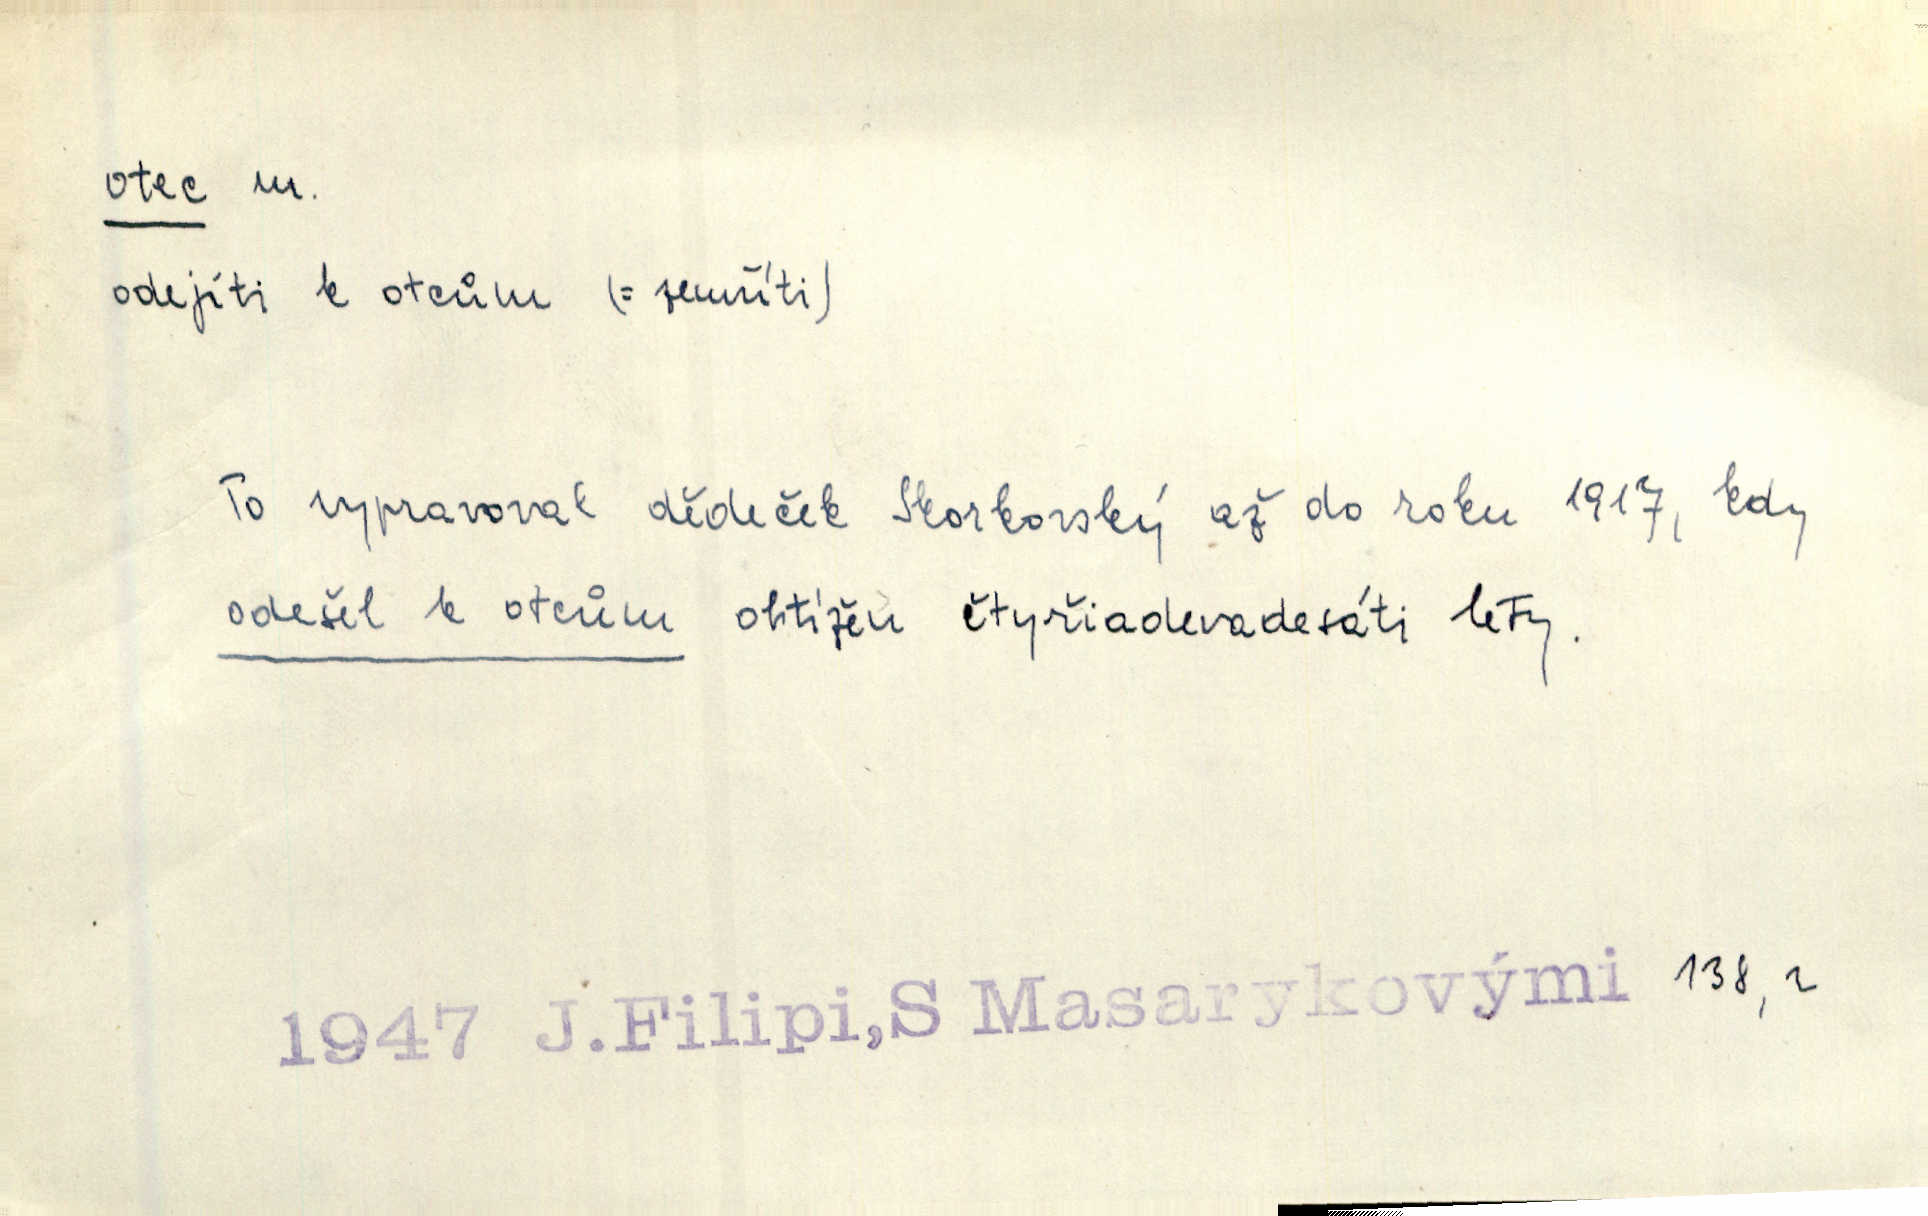 otec m.
odejíti k otcům (= zemříti)
To vypravoval dědeček Skorkovský až do roku 1917, kdy
odešel k otcům obtížen čtyřiadevadesáti lety.
1947 J.Filipi,S Masarykovými 138, 2